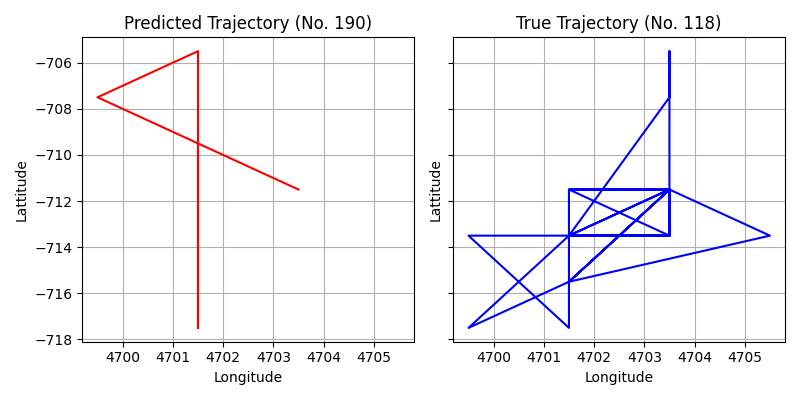 Predicted Trajectory (No. 190)
True Trajectory (No. 118)
−706
−708
−710
−712
−714
−716
−718
Lattitude
Lattitude
4700 4701 4702 4703 4704 4705
4700 4701 4702 4703 4704 4705
Longitude
Longitude